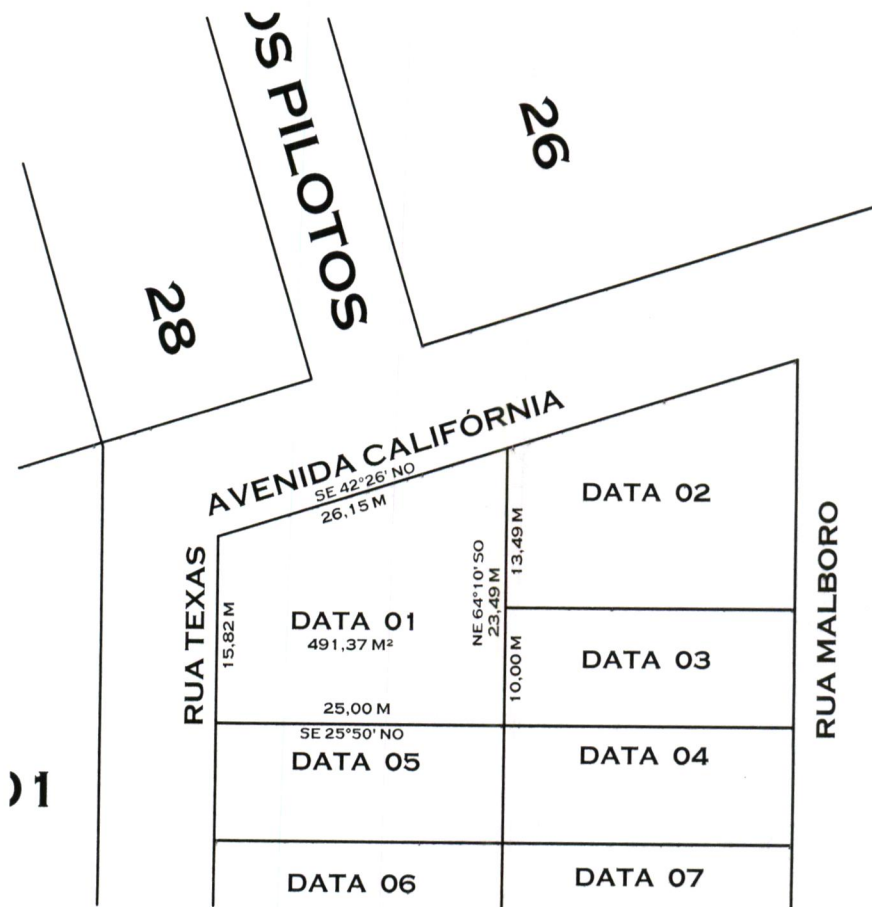 OS PILOTOS
26
28
AVENIDA CALIFÓRNIA
SE 42°26' NO
26,15 M
DATA 02
13,49 M
NE 64°10' SO
23,49 M
RUA TEXAS
15,82 M
DATA 01
491,37 M²
10,00 M
DATA 03
RUA MALBORO
25,00 M
SE 25°50' NO
DATA 05
DATA 04
1
DATA 06
DATA 07